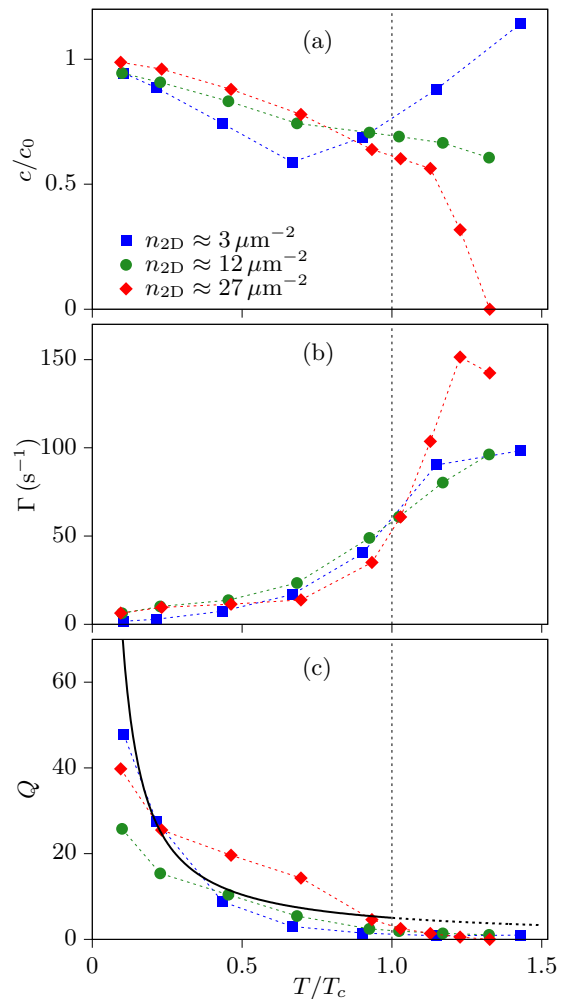 (a)
1
0.5
0
c/c₀
n₂D ≈ 3 μm⁻²
n₂D ≈ 12 μm⁻²
n₂D ≈ 27 μm⁻²
(b)
150
100
50
0
Γ (s⁻¹)
(c)
60
40
20
0
Q
0 0.5 1.0 1.5
T/T_c